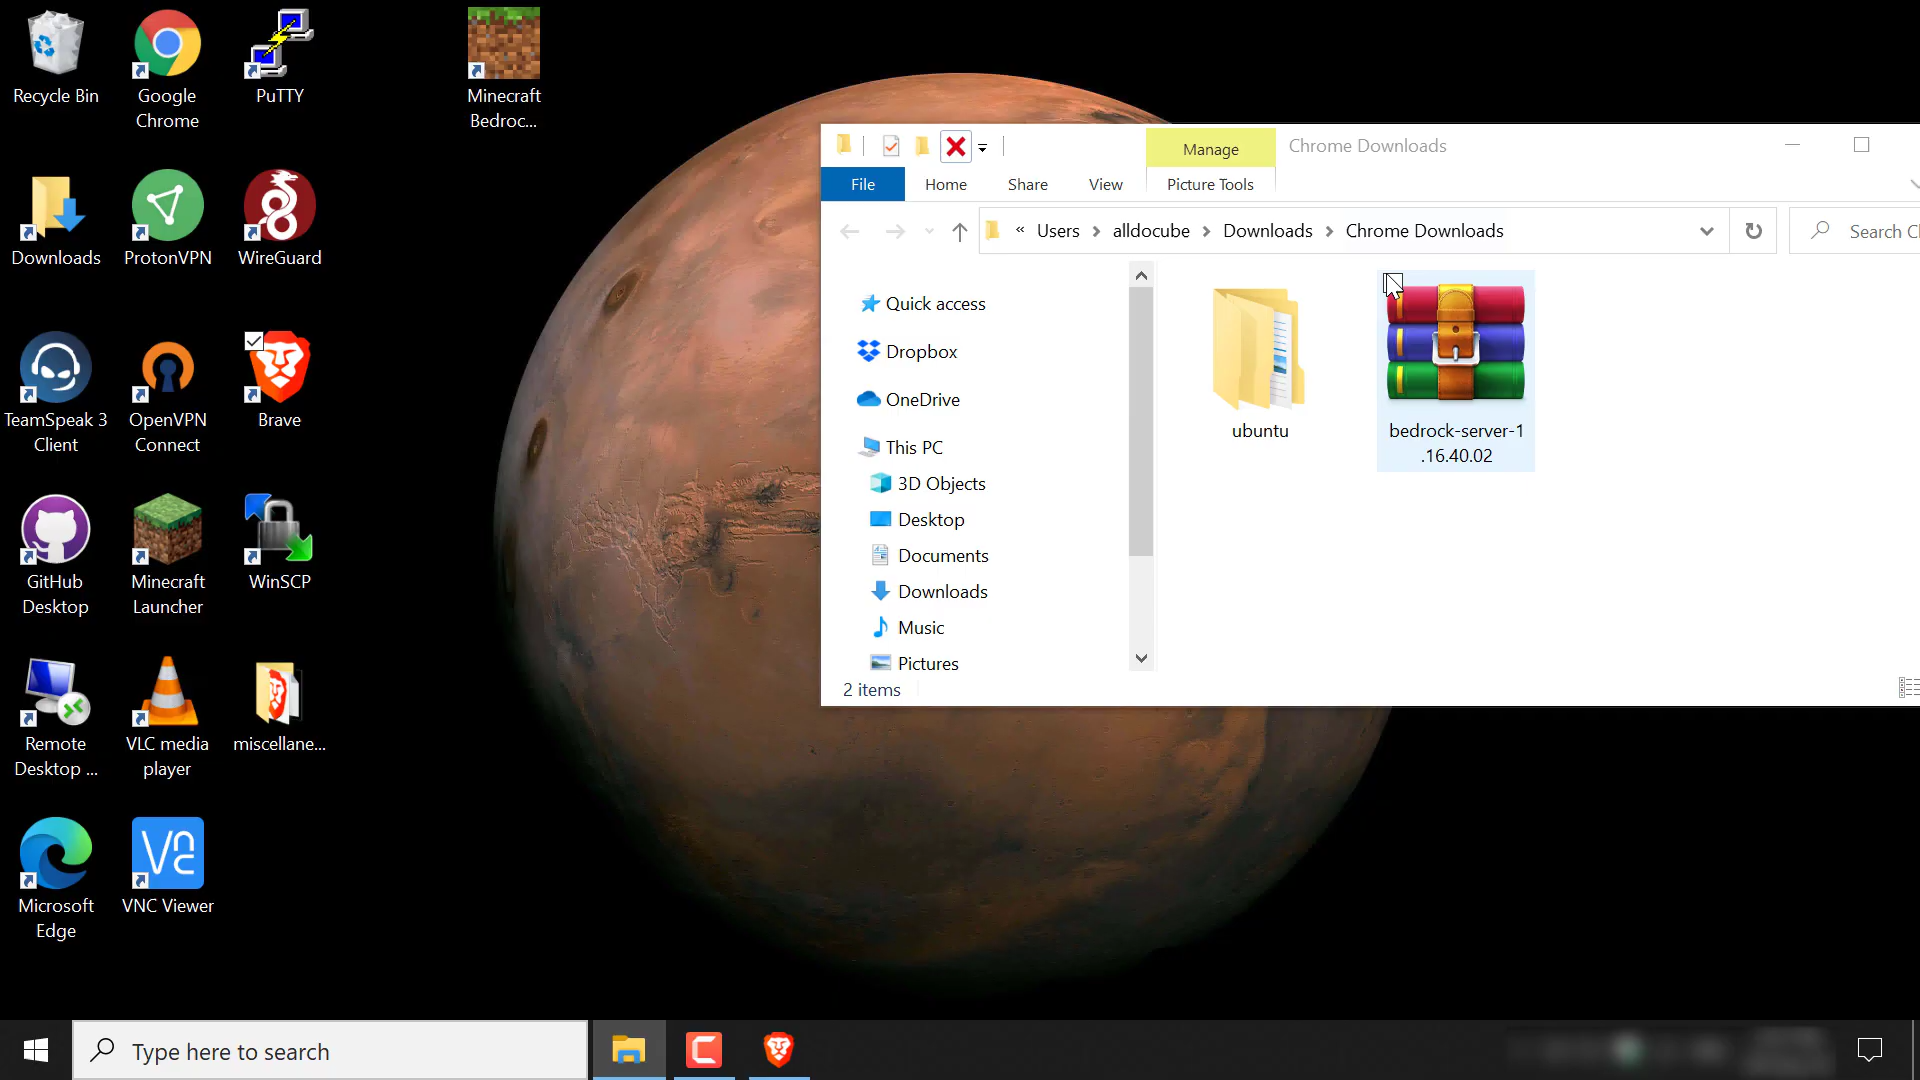 Recycle Bin
Google
Chrome
PuTTY
Minecraft
Bedroc...
Downloads
ProtonVPN
WireGuard
TeamSpeak 3
Client
OpenVPN
Connect
Brave
GitHub
Desktop
Minecraft
Launcher
WinSCP
Remote
Desktop ...
VLC media
player
miscellane...
Microsoft
Edge
VNC Viewer
Manage
Chrome Downloads
File
Home
Share
View
Picture Tools
« Users > alldocube > Downloads > Chrome Downloads
Search C
Quick access
Dropbox
OneDrive
This PC
3D Objects
Desktop
Documents
Downloads
Music
Pictures
ubuntu
bedrock-server-1
.16.40.02
2 items
Type here to search